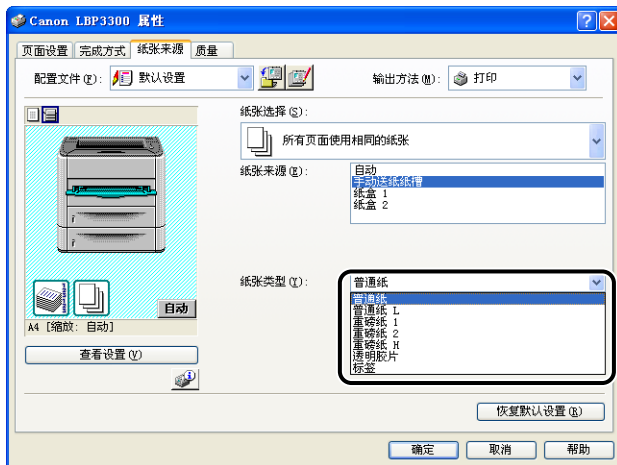 Canon LBP3300 属性
页面设置 完成方式 纸张来源 质量
配置文件(F): 默认设置 输出方法(M): 打印
纸张选择(S):
所有页面使用相同的纸张
纸张来源(E):
自动
手动送纸纸槽
纸盒 1
纸盒 2
纸张类型(Y):
普通纸
普通纸
普通纸 L
重磅纸 1
重磅纸 2
重磅纸 H
透明胶片
标签
自动
A4 [缩放: 自动]
查看设置(V)
恢复默认设置(R)
确定 取消 帮助